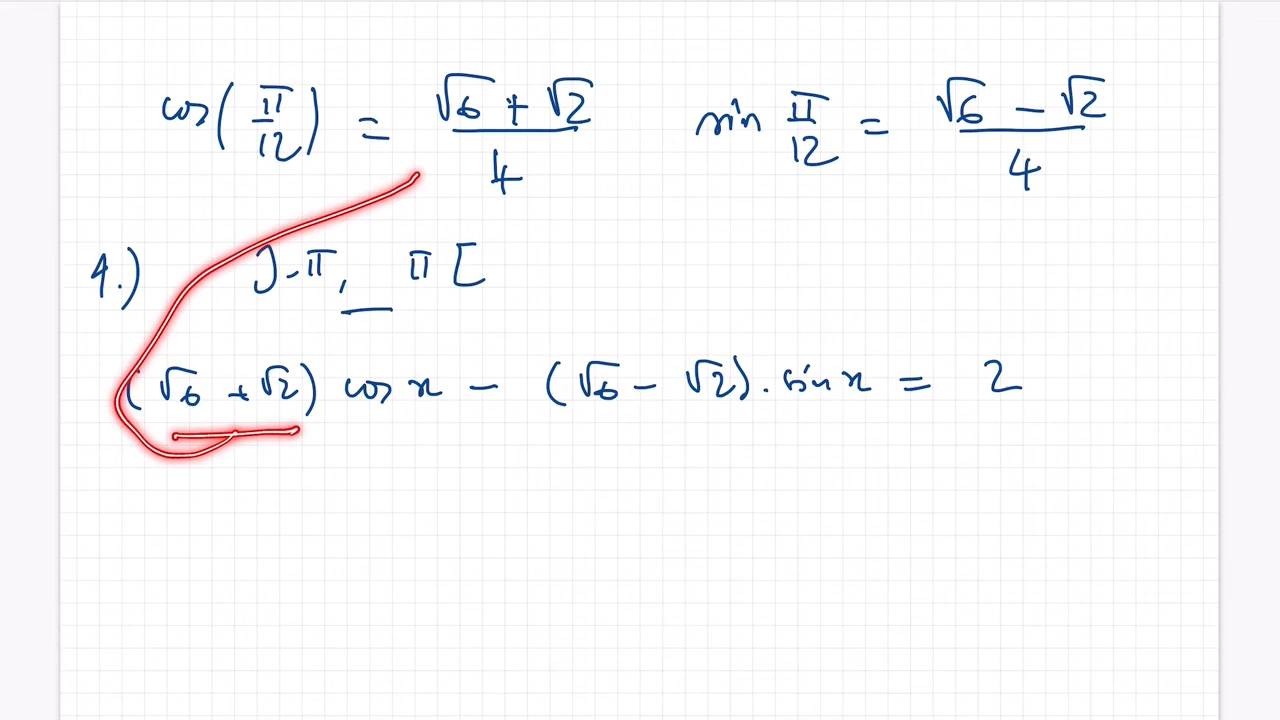 cos(π/12) = (√6 + √2)/4    sin π/12 = (√6 − √2)/4
4.) ]-π, π[
(√6 + √2) cos x − (√6 − √2). sin x = 2